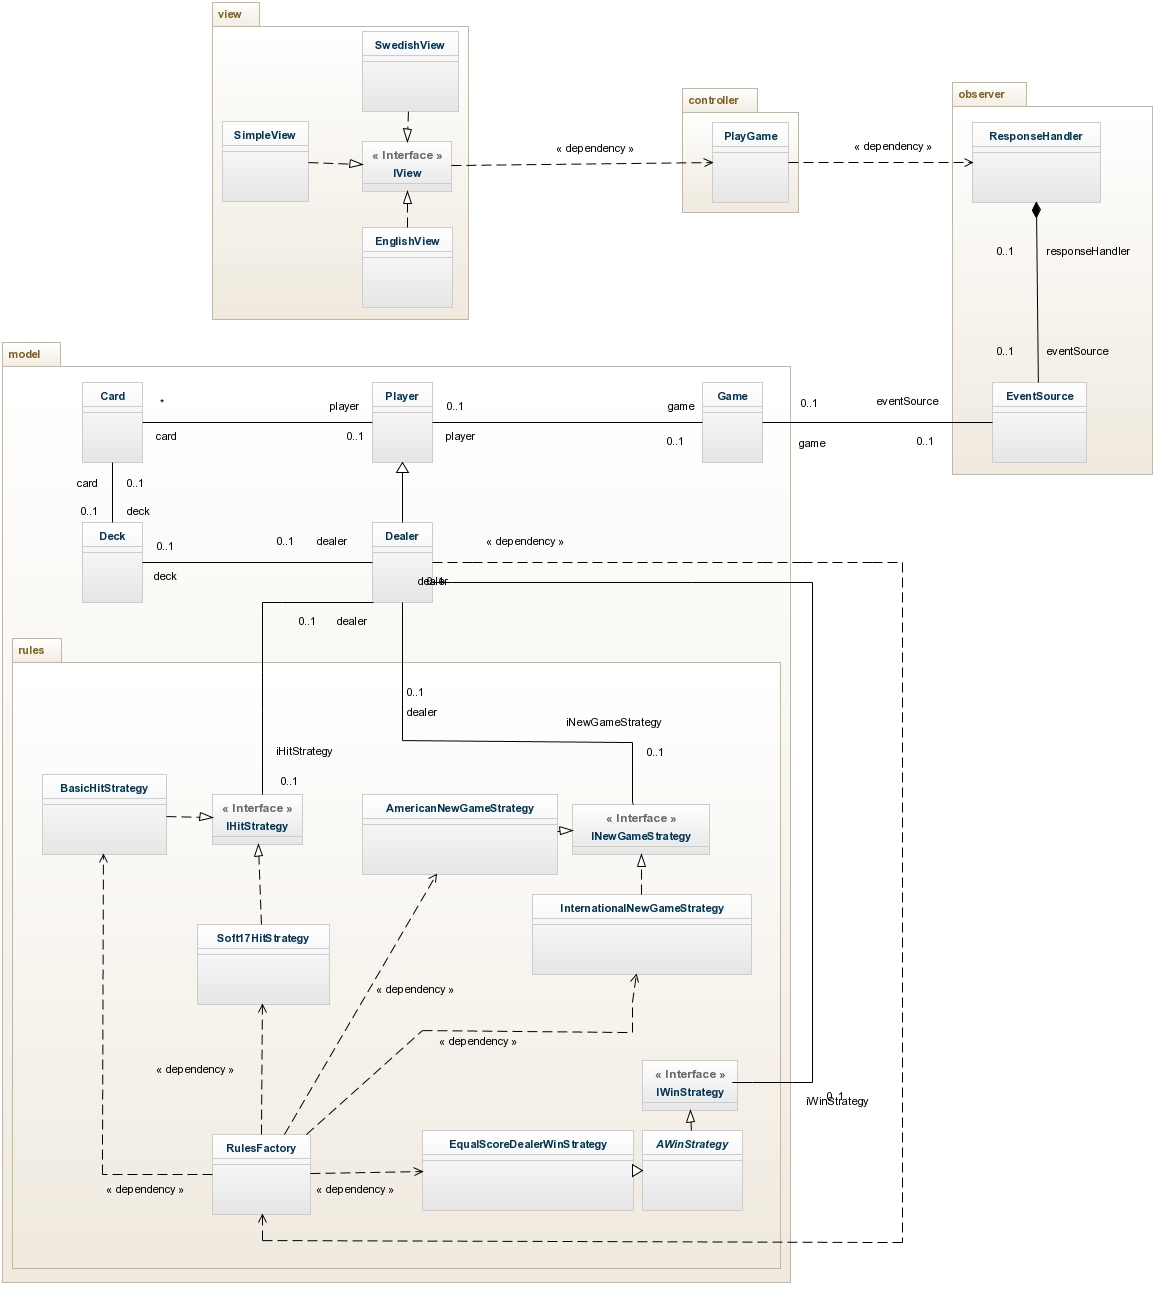 view
SwedishView
controller
observer
SimpleView
« Interface »
IView
« dependency »
PlayGame
« dependency »
ResponseHandler
EnglishView
0..1
responseHandler
0..1
eventSource
model
Card
*
player
Player
0..1
game
Game
0..1
eventSource
EventSource
card
0..1
player
0..1
game
0..1
card
0..1
0..1
deck
Deck
0..1
0..1
dealer
Dealer
« dependency »
deck
dealer
0..1
0..1
dealer
rules
0..1
dealer
iNewGameStrategy
0..1
iHitStrategy
0..1
BasicHitStrategy
« Interface »
IHitStrategy
AmericanNewGameStrategy
« Interface »
INewGameStrategy
InternationalNewGameStrategy
Soft17HitStrategy
« dependency »
« dependency »
« dependency »
« Interface »
IWinStrategy
0..1
iWinStrategy
RulesFactory
EqualScoreDealerWinStrategy
AWinStrategy
« dependency »
« dependency »